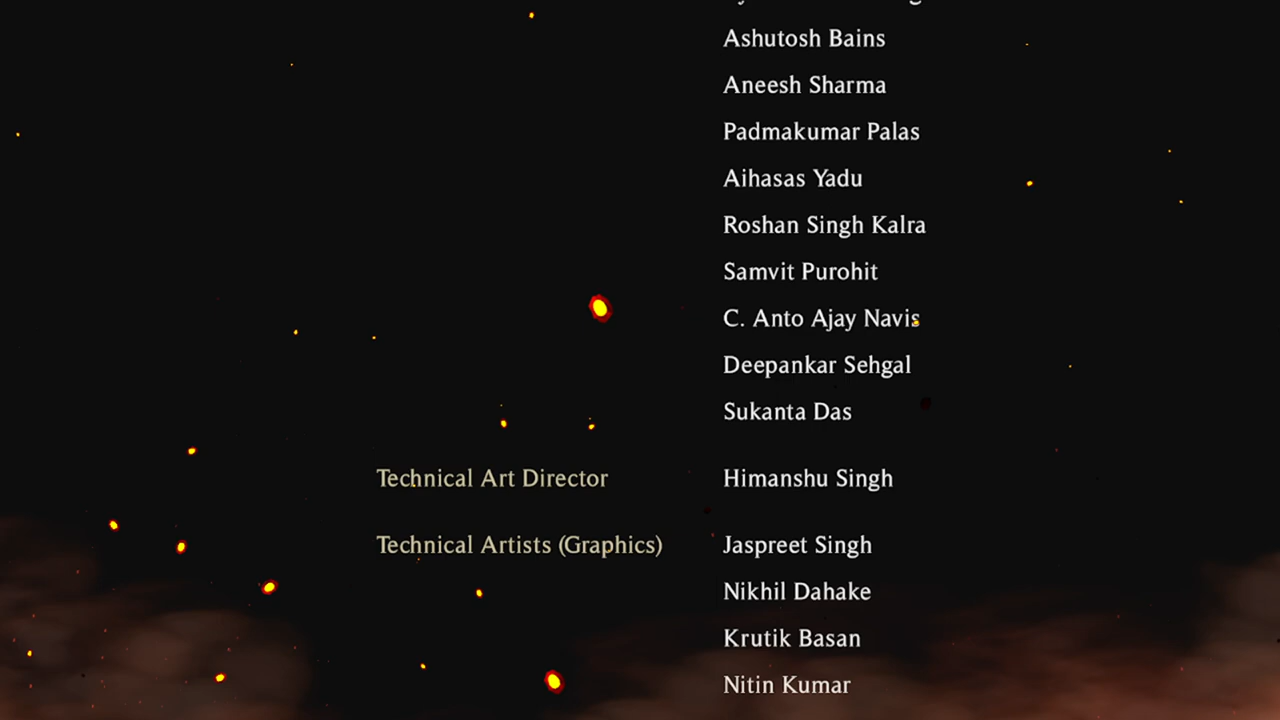 Ashutosh Bains
Aneesh Sharma
Padmakumar Palas
Aihasas Yadu
Roshan Singh Kalra
Samvit Purohit
C. Anto Ajay Navis
Deepankar Sehgal
Sukanta Das
Technical Art Director Himanshu Singh
Technical Artists (Graphics) Jaspreet Singh
Nikhil Dahake
Krutik Basan
Nitin Kumar